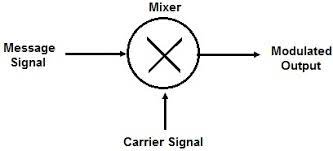 Mixer
Message
Signal
Modulated
Output
Carrier Signal